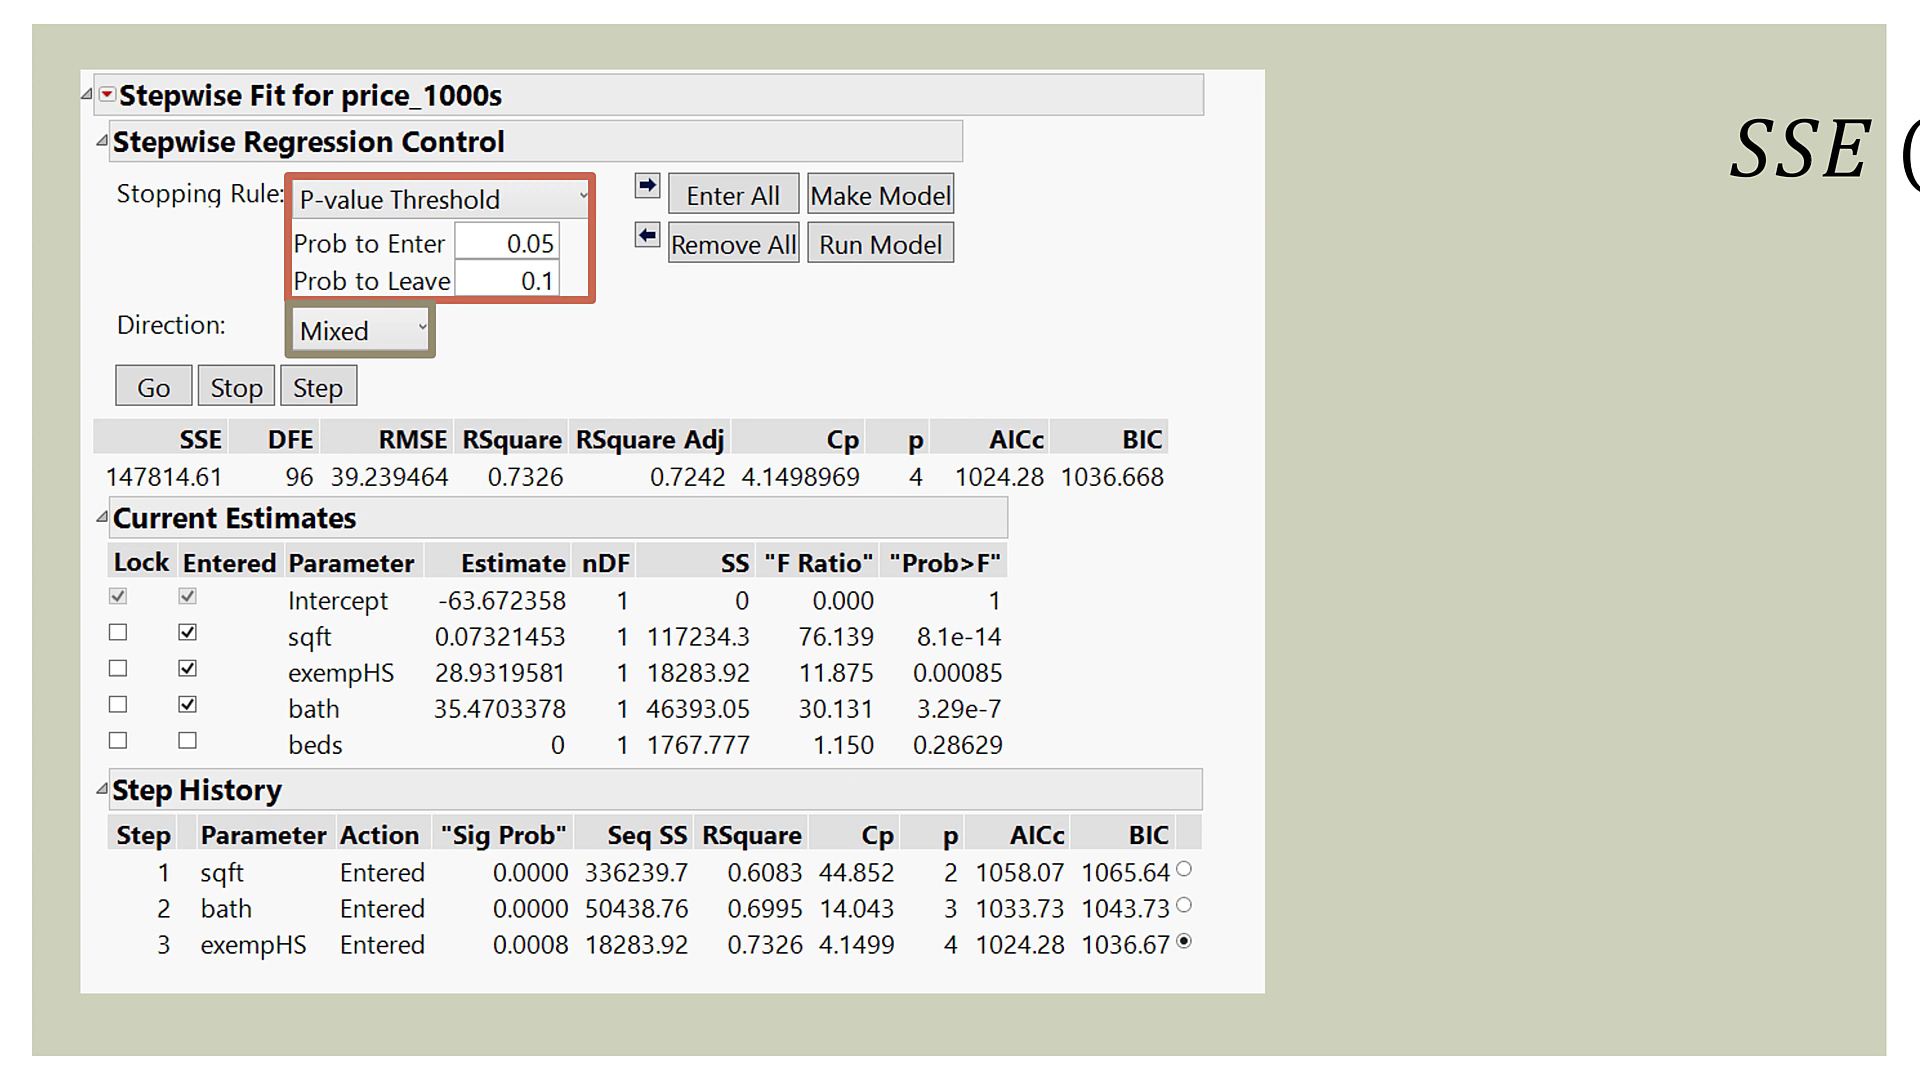 Stepwise Fit for price_1000s
Stepwise Regression Control
Stopping Rule: P-value Threshold Enter All Make Model
Prob to Enter 0.05 Remove All Run Model
Prob to Leave 0.1
Direction: Mixed
Go Stop Step
SSE DFE RMSE RSquare RSquare Adj Cp p AICc BIC
147814.61 96 39.239464 0.7326 0.7242 4.1498969 4 1024.28 1036.668
Current Estimates
Lock Entered Parameter Estimate nDF SS "F Ratio" "Prob>F"
Intercept -63.672358 1 0 0.000 1
sqft 0.07321453 1 117234.3 76.139 8.1e-14
exempHS 28.9319581 1 18283.92 11.875 0.00085
bath 35.4703378 1 46393.05 30.131 3.29e-7
beds 0 1 1767.777 1.150 0.28629
Step History
Step Parameter Action "Sig Prob" Seq SS RSquare Cp p AICc BIC
1 sqft Entered 0.0000 336239.7 0.6083 44.852 2 1058.07 1065.64
2 bath Entered 0.0000 50438.76 0.6995 14.043 3 1033.73 1043.73
3 exempHS Entered 0.0008 18283.92 0.7326 4.1499 4 1024.28 1036.67
SSE (